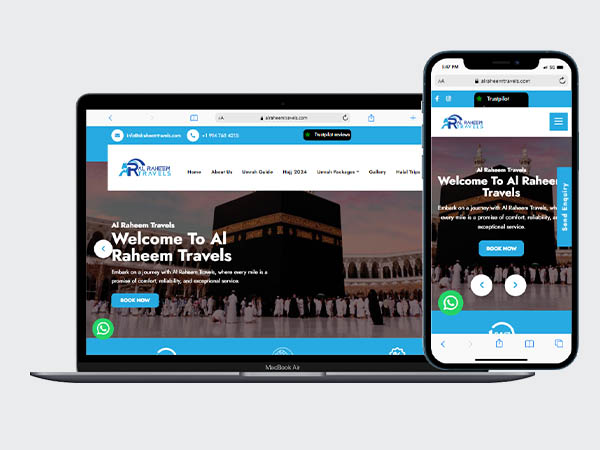 AA alraheemtravels.com
info@alraheemtravels.com
Trustpilot reviews
AL RAHEEM
TRAVELS
Home About Us Umrah Guide Hajj 2024 Umrah Packages Gallery Halal Trips
Al Raheem Travels
Welcome To Al
Raheem Travels
Embark on a journey with Al Raheem Travels, where every mile is a
promise of comfort, reliability, and exceptional service.
BOOK NOW
MacBook Air
5:47 PM 5G
AA alraheemtravels.com
Trustpilot
AL RAHEEM
TRAVELS
Al Raheem Travels
Welcome To Al Raheem
Travels
Embark on a journey with Al Raheem Travels, where
every mile is a promise of comfort, reliability, and
exceptional service.
BOOK NOW
Send Enquiry